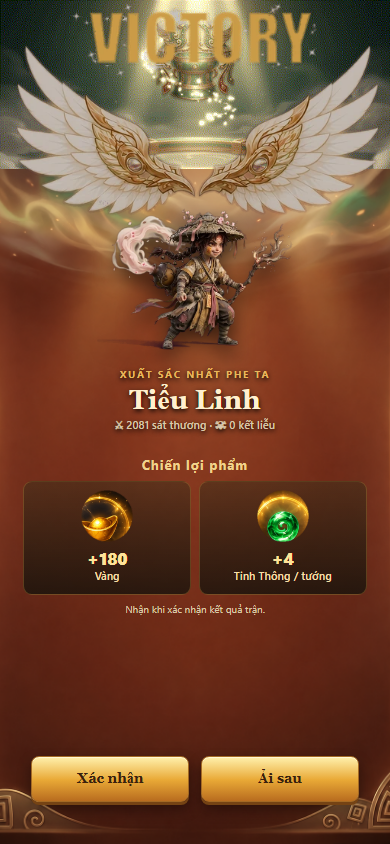 VICTORY
XUẤT SẮC NHẤT PHE TA
Tiểu Linh
2081 sát thương · 0 kết liễu
Chiến lợi phẩm
+180
Vàng
+4
Tinh Thông / tướng
Nhận khi xác nhận kết quả trận.
Xác nhận
Ải sau